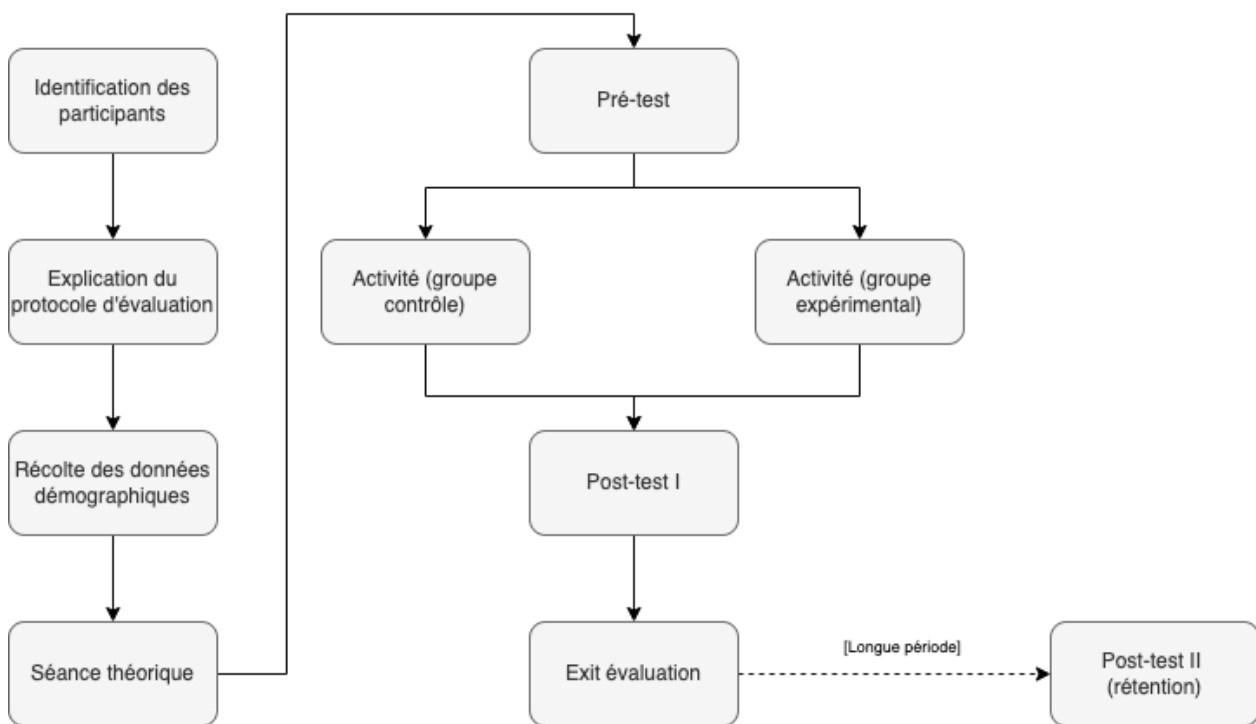 Identification des
participants
Explication du
protocole d'évaluation
Récolte des données
démographiques
Séance théorique
Pré-test
Activité (groupe
contrôle)
Activité (groupe
expérimental)
Post-test I
Exit évaluation
[Longue période]
Post-test II
(rétention)